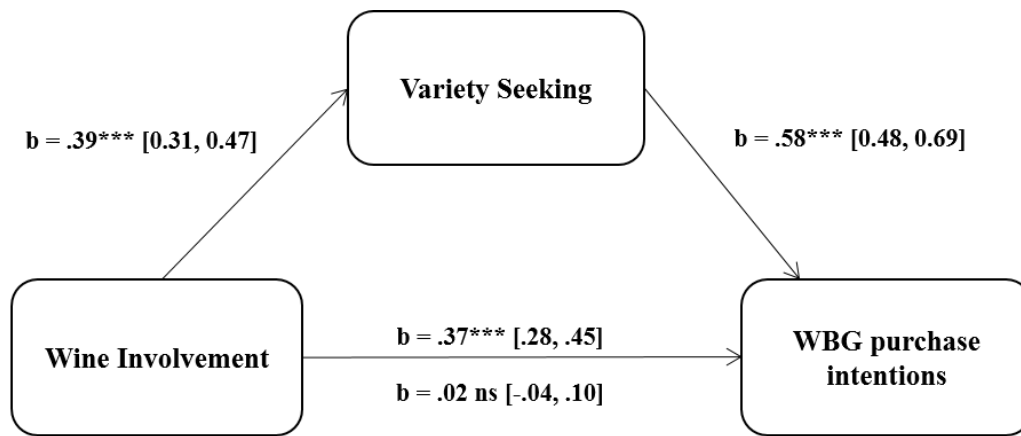 Variety Seeking
b = .39*** [0.31, 0.47]
b = .58*** [0.48, 0.69]
Wine Involvement
b = .37*** [.28, .45]
b = .02 ns [-.04, .10]
WBG purchase
intentions